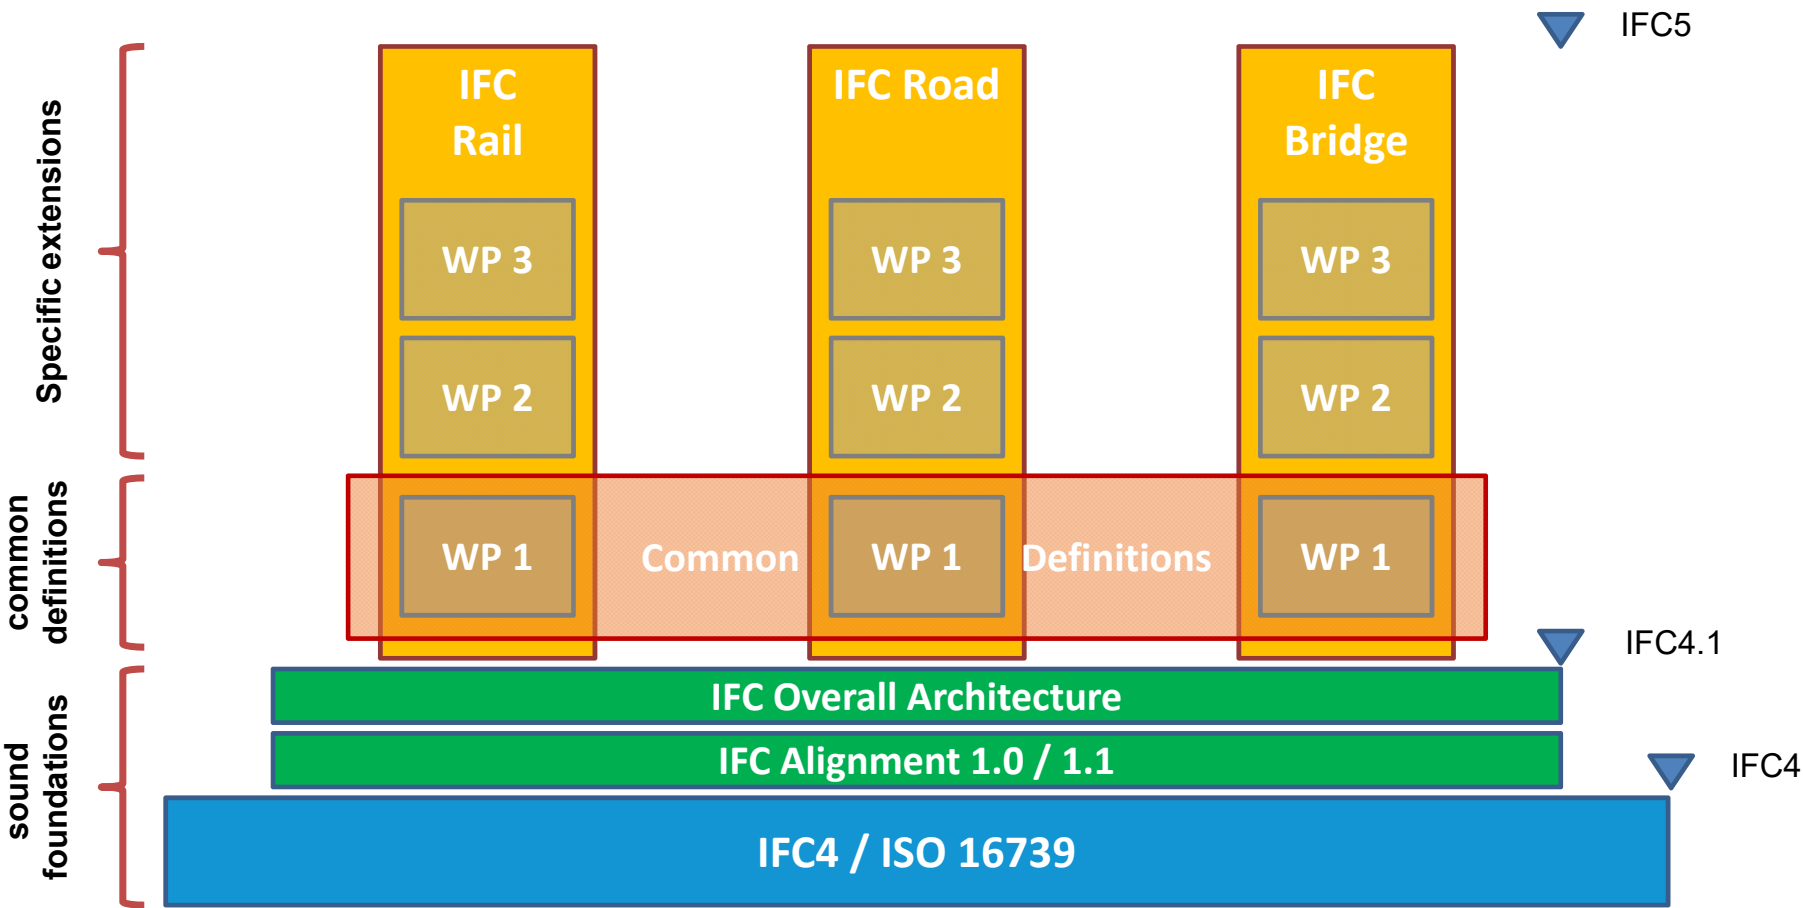 IFC5
IFC
Rail
IFC Road
IFC
Bridge
Specific extensions
WP 3
WP 3
WP 3
WP 2
WP 2
WP 2
common
definitions
WP 1
Common
WP 1
Definitions
WP 1
IFC4.1
sound
foundations
IFC Overall Architecture
IFC Alignment 1.0 / 1.1
IFC4
IFC4 / ISO 16739